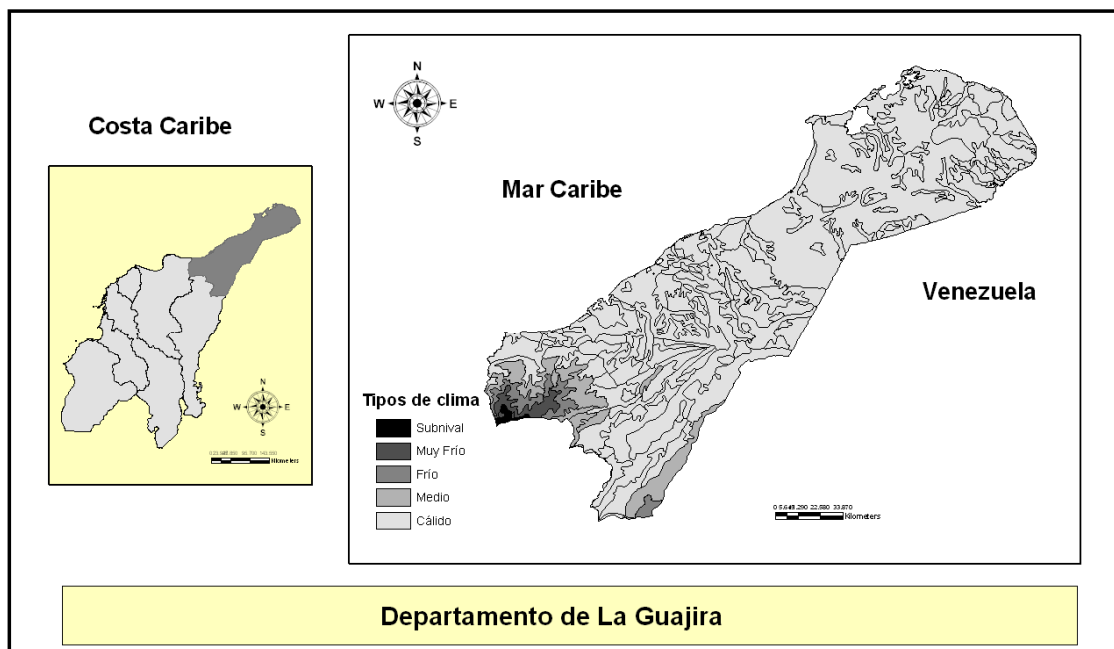 Costa Caribe
N
W E
S
Kilometers
N
W E
S
Mar Caribe
Venezuela
Tipos de clima
Subnival
Muy Frío
Frío
Medio
Cálido
Kilometers
Departamento de La Guajira